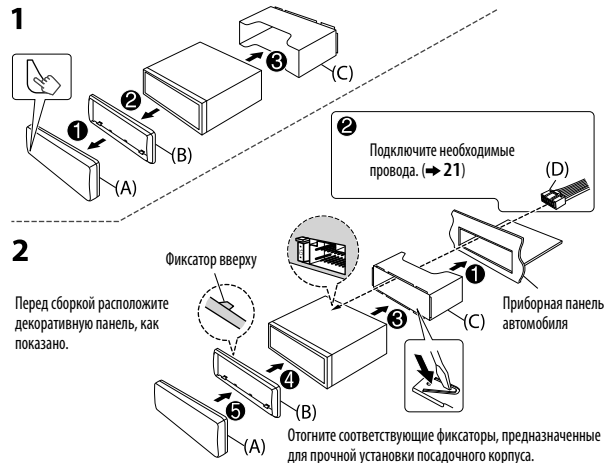 1
❸
(C)
❷
❶
(B)
(A)
❷
Подключите необходимые
провода. (➡ 21)
(D)
2
Фиксатор вверху
Перед сборкой расположите
декоративную панель, как
показано.
❶
Приборная панель
автомобиля
(C)
❸
❹
(B)
❺
(A)
Отогните соответствующие фиксаторы, предназначенные
для прочной установки посадочного корпуса.